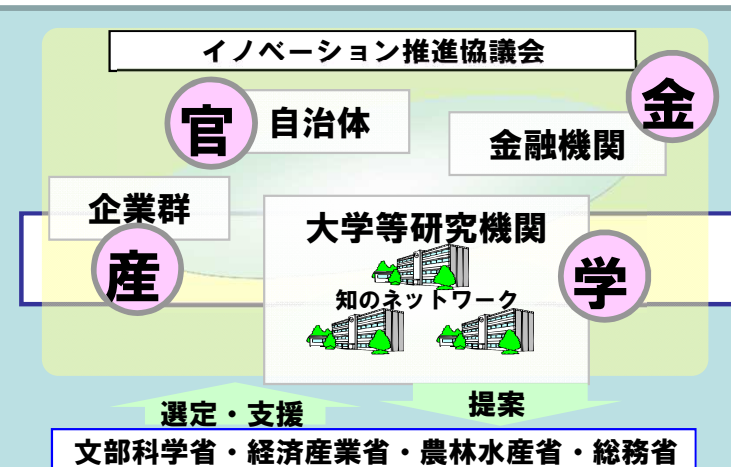 イノベーション推進協議会
官
自治体
金
金融機関
企業群
産
大学等研究機関
学
知のネットワーク
選定・支援
提案
文部科学省・経済産業省・農林水産省・総務省